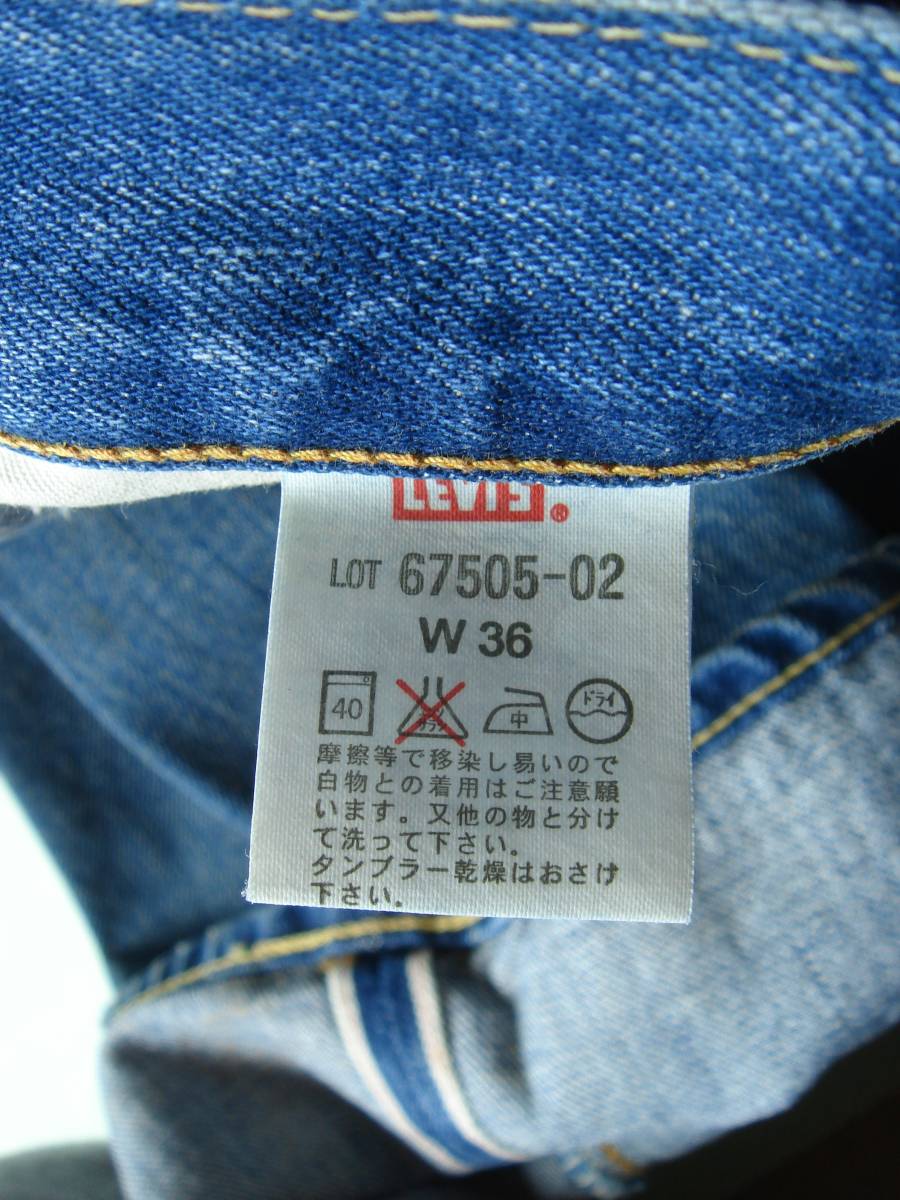 LEVI'S®
LOT 67505-02
W 36
40
中
ドライ
摩擦等で移染し易いので
白物との着用はご注意願
います。又他の物と分け
て洗って下さい。
タンブラー乾燥はおさけ
下さい.